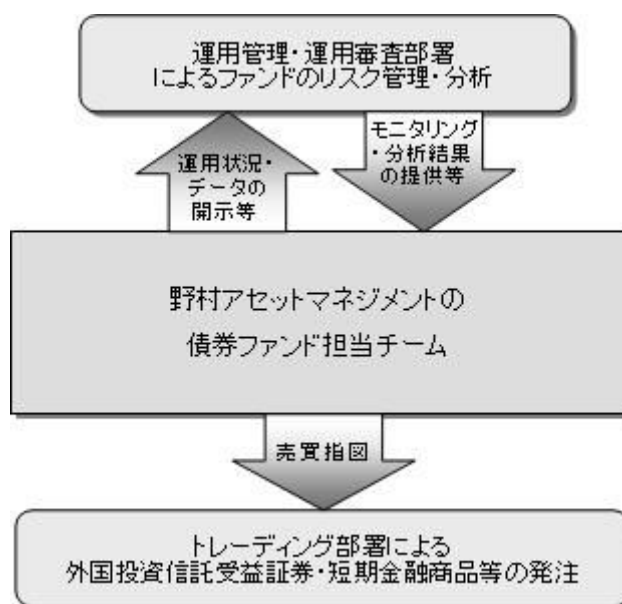 運用管理・運用審査部署
によるファンドのリスク管理・分析
運用状況・
データの
開示等
モニタリング
・分析結果
の提供等
野村アセットマネジメントの
債券ファンド担当チーム
売買指図
トレーディング部署による
外国投資信託受益証券・短期金融商品等の発注